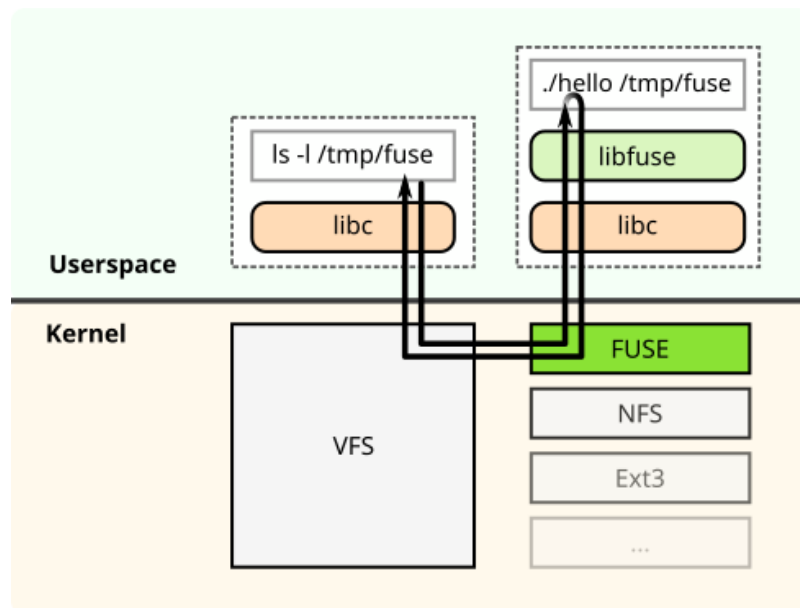 ./hello /tmp/fuse
ls -l /tmp/fuse
libfuse
libc
libc
Userspace
Kernel
FUSE
NFS
VFS
Ext3
...